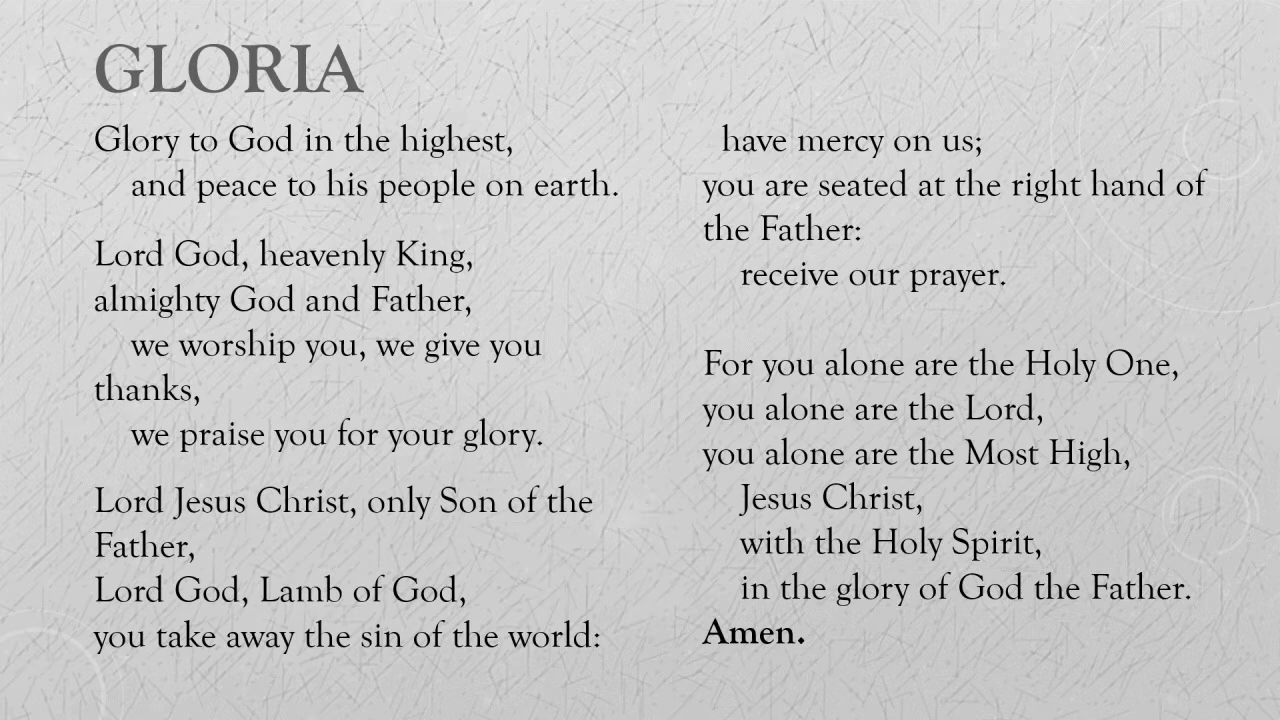 GLORIA
Glory to God in the highest,
and peace to his people on earth.
Lord God, heavenly King,
almighty God and Father,
we worship you, we give you
thanks,
we praise you for your glory.
Lord Jesus Christ, only Son of the
Father,
Lord God, Lamb of God,
you take away the sin of the world:
have mercy on us;
you are seated at the right hand of
the Father:
receive our prayer.
For you alone are the Holy One,
you alone are the Lord,
you alone are the Most High,
Jesus Christ,
with the Holy Spirit,
in the glory of God the Father.
Amen.